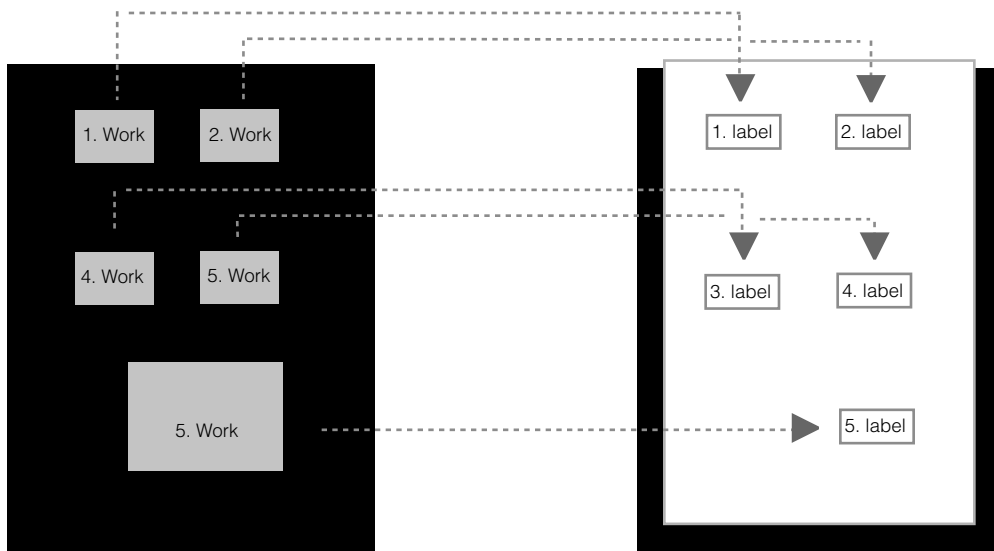 1. Work
2. Work
1. label
2. label
4. Work
5. Work
3. label
4. label
5. Work
5. label